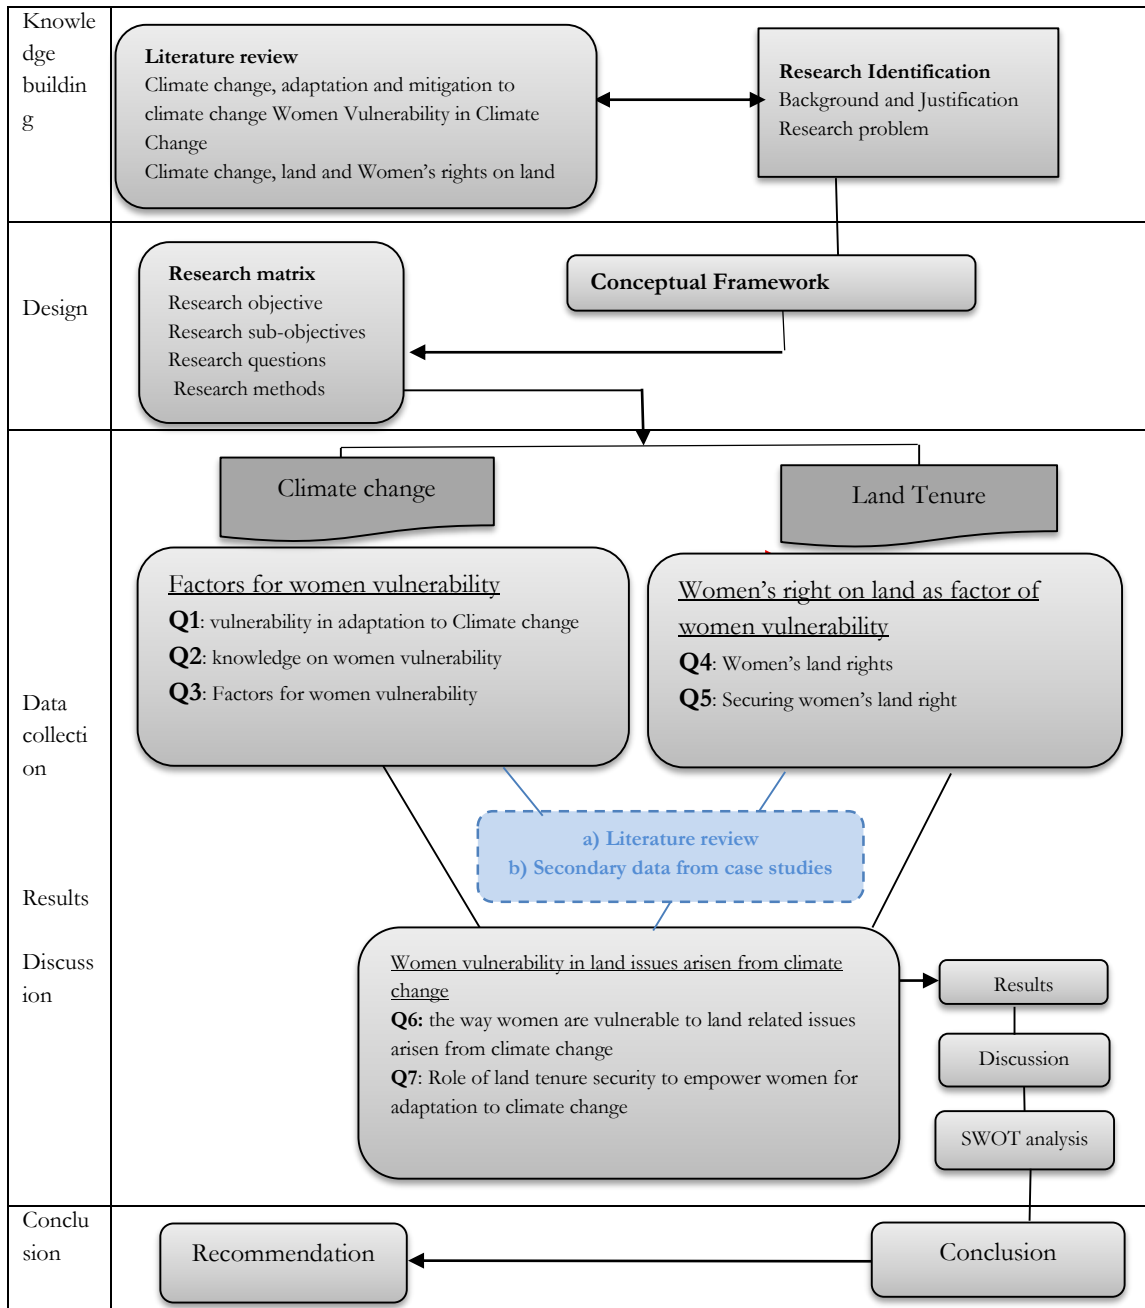 Knowle
dge
buildin
g
Literature review
Climate change, adaptation and mitigation to
climate change Women Vulnerability in Climate
Change
Climate change, land and Women's rights on land
Research Identification
Background and Justification
Research problem
Design
Research matrix
Research objective
Research sub-objectives
Research questions
Research methods
Conceptual Framework
Data
collecti
on
Climate change
Land Tenure
Factors for women vulnerability
Q1: vulnerability in adaptation to Climate change
Q2: knowledge on women vulnerability
Q3: Factors for women vulnerability
Women's right on land as factor of
women vulnerability
Q4: Women's land rights
Q5: Securing women's land right
a) Literature review
b) Secondary data from case studies
Results
Discuss
ion
Women vulnerability in land issues arisen from climate
change
Q6: the way women are vulnerable to land related issues
arisen from climate change
Q7: Role of land tenure security to empower women for
adaptation to climate change
Results
Discussion
SWOT analysis
Conclu
sion
Recommendation
Conclusion